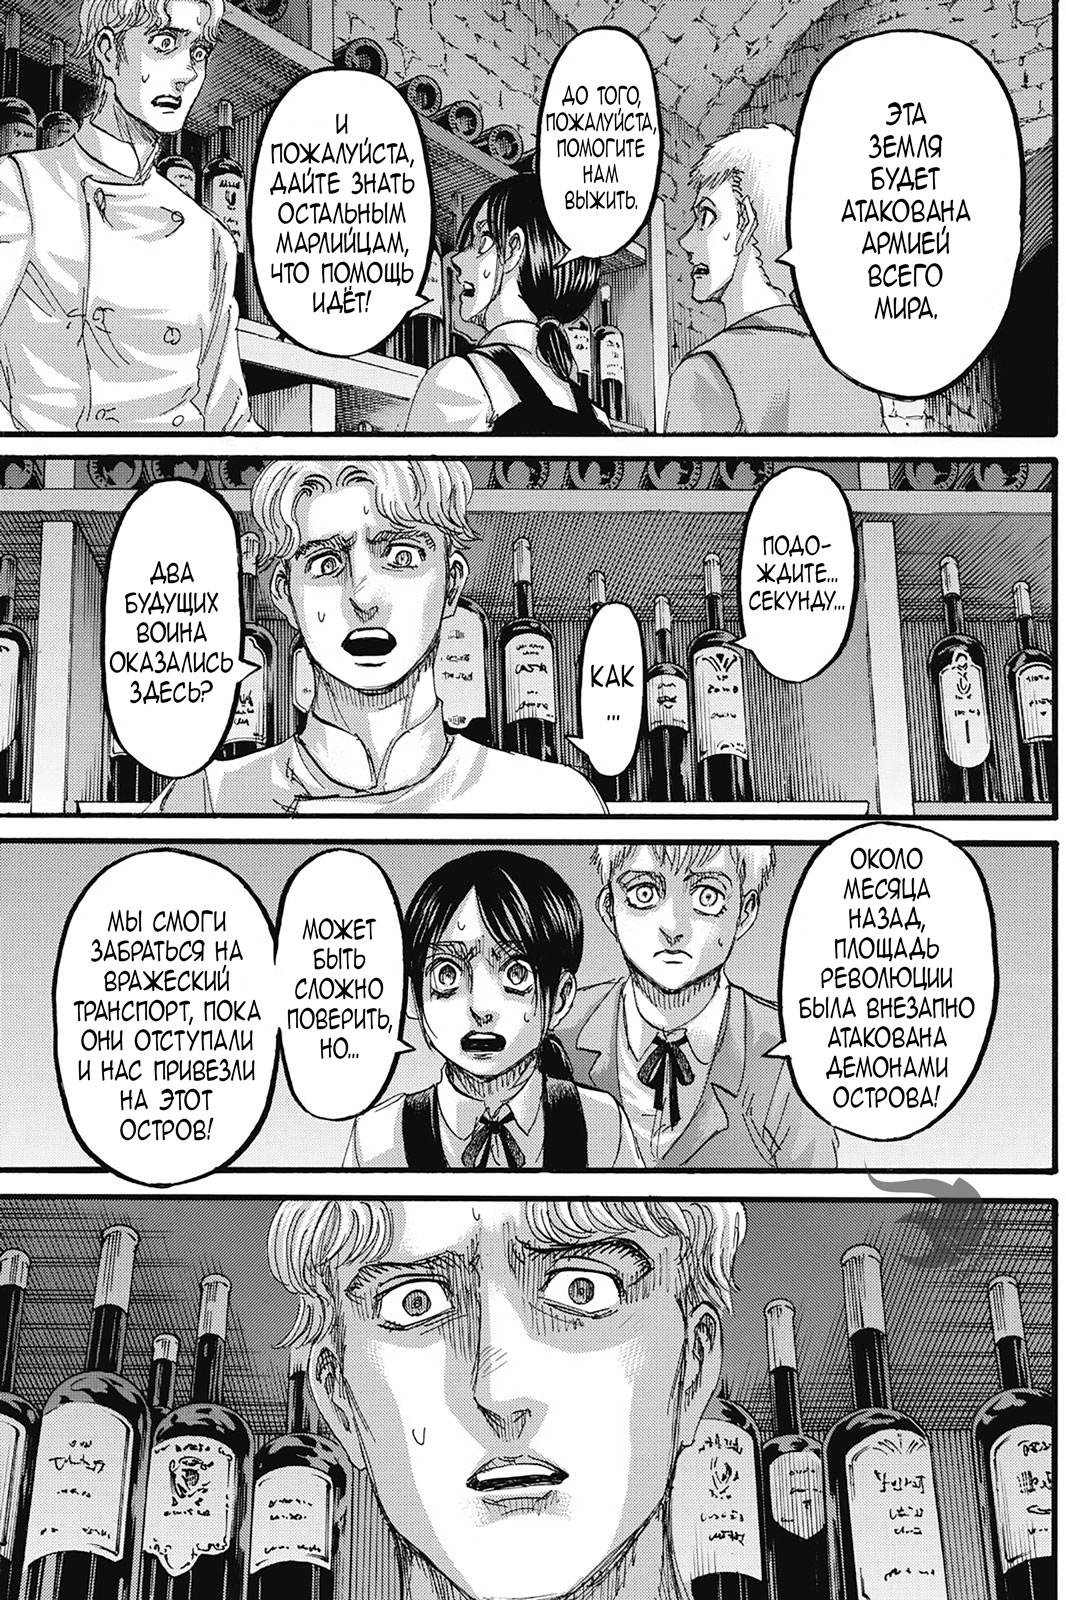 ЭТА
ЗЕМЛЯ
БУДЕТ
АТАКОВАНА
АРМИЕЙ
ВСЕГО
МИРА.
ДО ТОГО,
ПОЖАЛУЙСТА,
ПОМОГИТЕ
НАМ
ВЫЖИТЬ.
И
ПОЖАЛУЙСТА,
ДАЙТЕ ЗНАТЬ
ОСТАЛЬНЫМ
МАРЛИЙЦАМ,
ЧТО ПОМОЩЬ
ИДЁТ!
ПОДО-
ЖДИТЕ...
СЕКУНДУ...
КАК
...
ДВА
БУДУЩИХ
ВОИНА
ОКАЗАЛИСЬ
ЗДЕСЬ?
ОКОЛО
МЕСЯЦА
НАЗАД,
ПЛОЩАДЬ
РЕВОЛЮЦИИ
БЫЛА ВНЕЗАПНО
АТАКОВАНА
ДЕМОНАМИ
ОСТРОВА!
МОЖЕТ
БЫТЬ
СЛОЖНО
ПОВЕРИТЬ,
НО...
МЫ СМОГИ
ЗАБРАТЬСЯ НА
ВРАЖЕСКИЙ
ТРАНСПОРТ, ПОКА
ОНИ ОТСТУПАЛИ
И НАС ПРИВЕЗЛИ
НА ЭТОТ
ОСТРОВ!